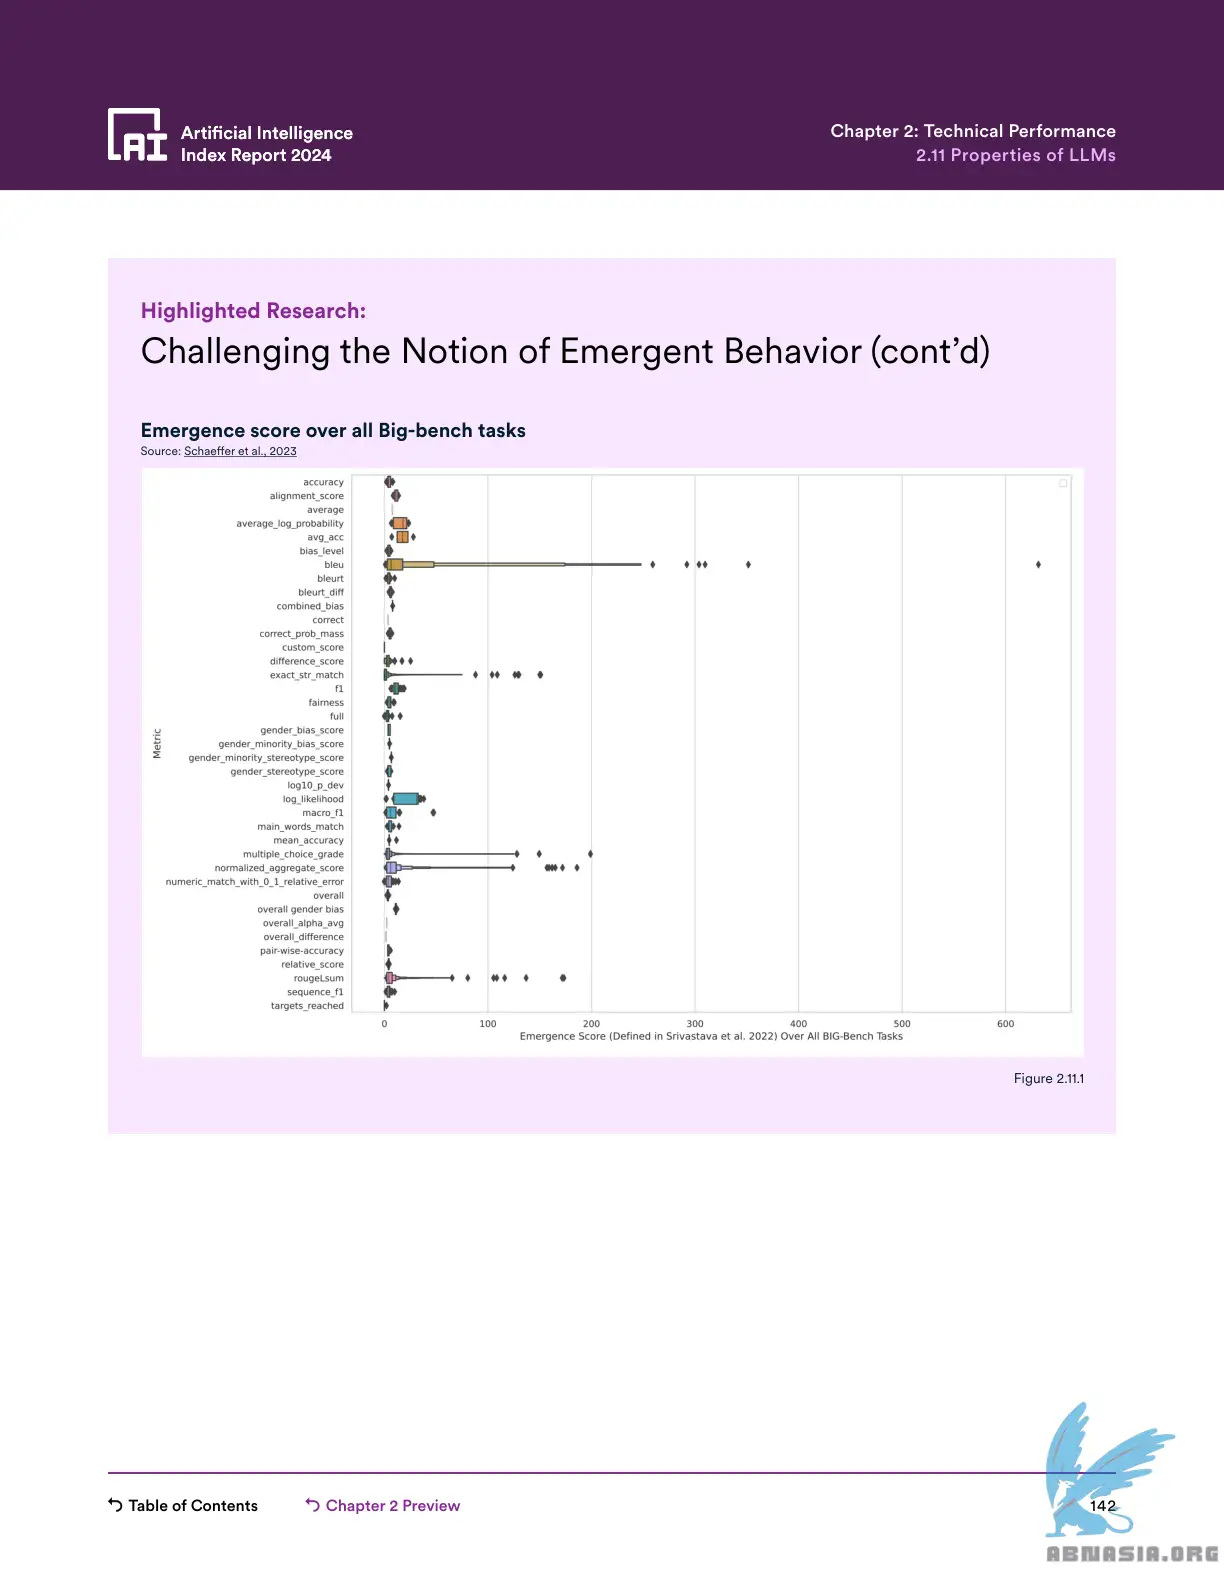 Artificial Intelligence
Index Report 2024
Chapter 2: Technical Performance
2.11 Properties of LLMs
Highlighted Research:
Challenging the Notion of Emergent Behavior (cont’d)
Emergence score over all Big-bench tasks
Source: Schaeffer et al., 2023
accuracy
alignment_score
average
average_log_probability
avg_acc
bias_level
bleu
bleurt
bleurt_diff
combined_bias
correct
correct_prob_mass
custom_score
difference_score
exact_str_match
f1
fairness
full
gender_bias_score
gender_minority_bias_score
gender_minority_stereotype_score
gender_stereotype_score
log10_p_dev
log_likelihood
macro_f1
main_words_match
mean_accuracy
multiple_choice_grade
normalized_aggregate_score
numeric_match_with_0_1_relative_error
overall
overall gender bias
overall_alpha_avg
overall_difference
pair-wise-accuracy
relative_score
rougeLsum
sequence_f1
targets_reached
Metric
0 100 200 300 400 500 600
Emergence Score (Defined in Srivastava et al. 2022) Over All BIG-Bench Tasks
Figure 2.11.1
Table of Contents
Chapter 2 Preview
142
ABNASIA.ORG